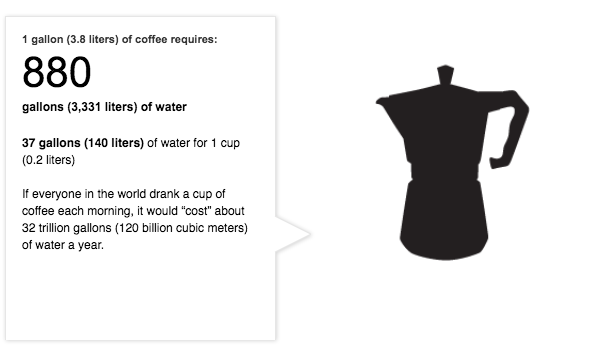 1 gallon (3.8 liters) of coffee requires:
880
gallons (3,331 liters) of water
37 gallons (140 liters) of water for 1 cup
(0.2 liters)
If everyone in the world drank a cup of
coffee each morning, it would “cost” about
32 trillion gallons (120 billion cubic meters)
of water a year.